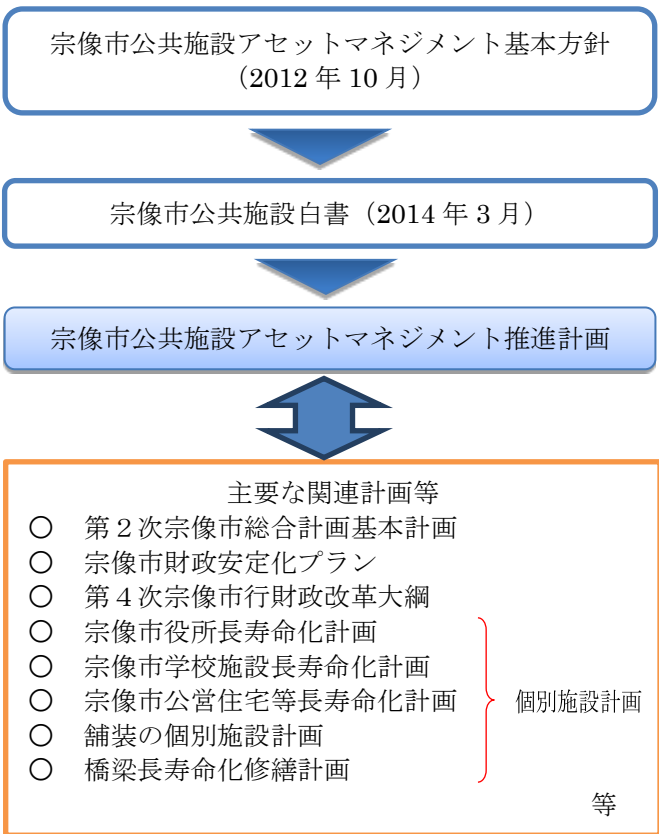 宗像市公共施設アセットマネジメント基本方針
（2012 年 10 月）
宗像市公共施設白書（2014 年 3 月）
宗像市公共施設アセットマネジメント推進計画
主要な関連計画等
〇 第２次宗像市総合計画基本計画
〇 宗像市財政安定化プラン
〇 第４次宗像市行財政改革大綱
〇 宗像市役所長寿命化計画
〇 宗像市学校施設長寿命化計画
〇 宗像市公営住宅等長寿命化計画
〇 舗装の個別施設計画
〇 橋梁長寿命化修繕計画
個別施設計画
等